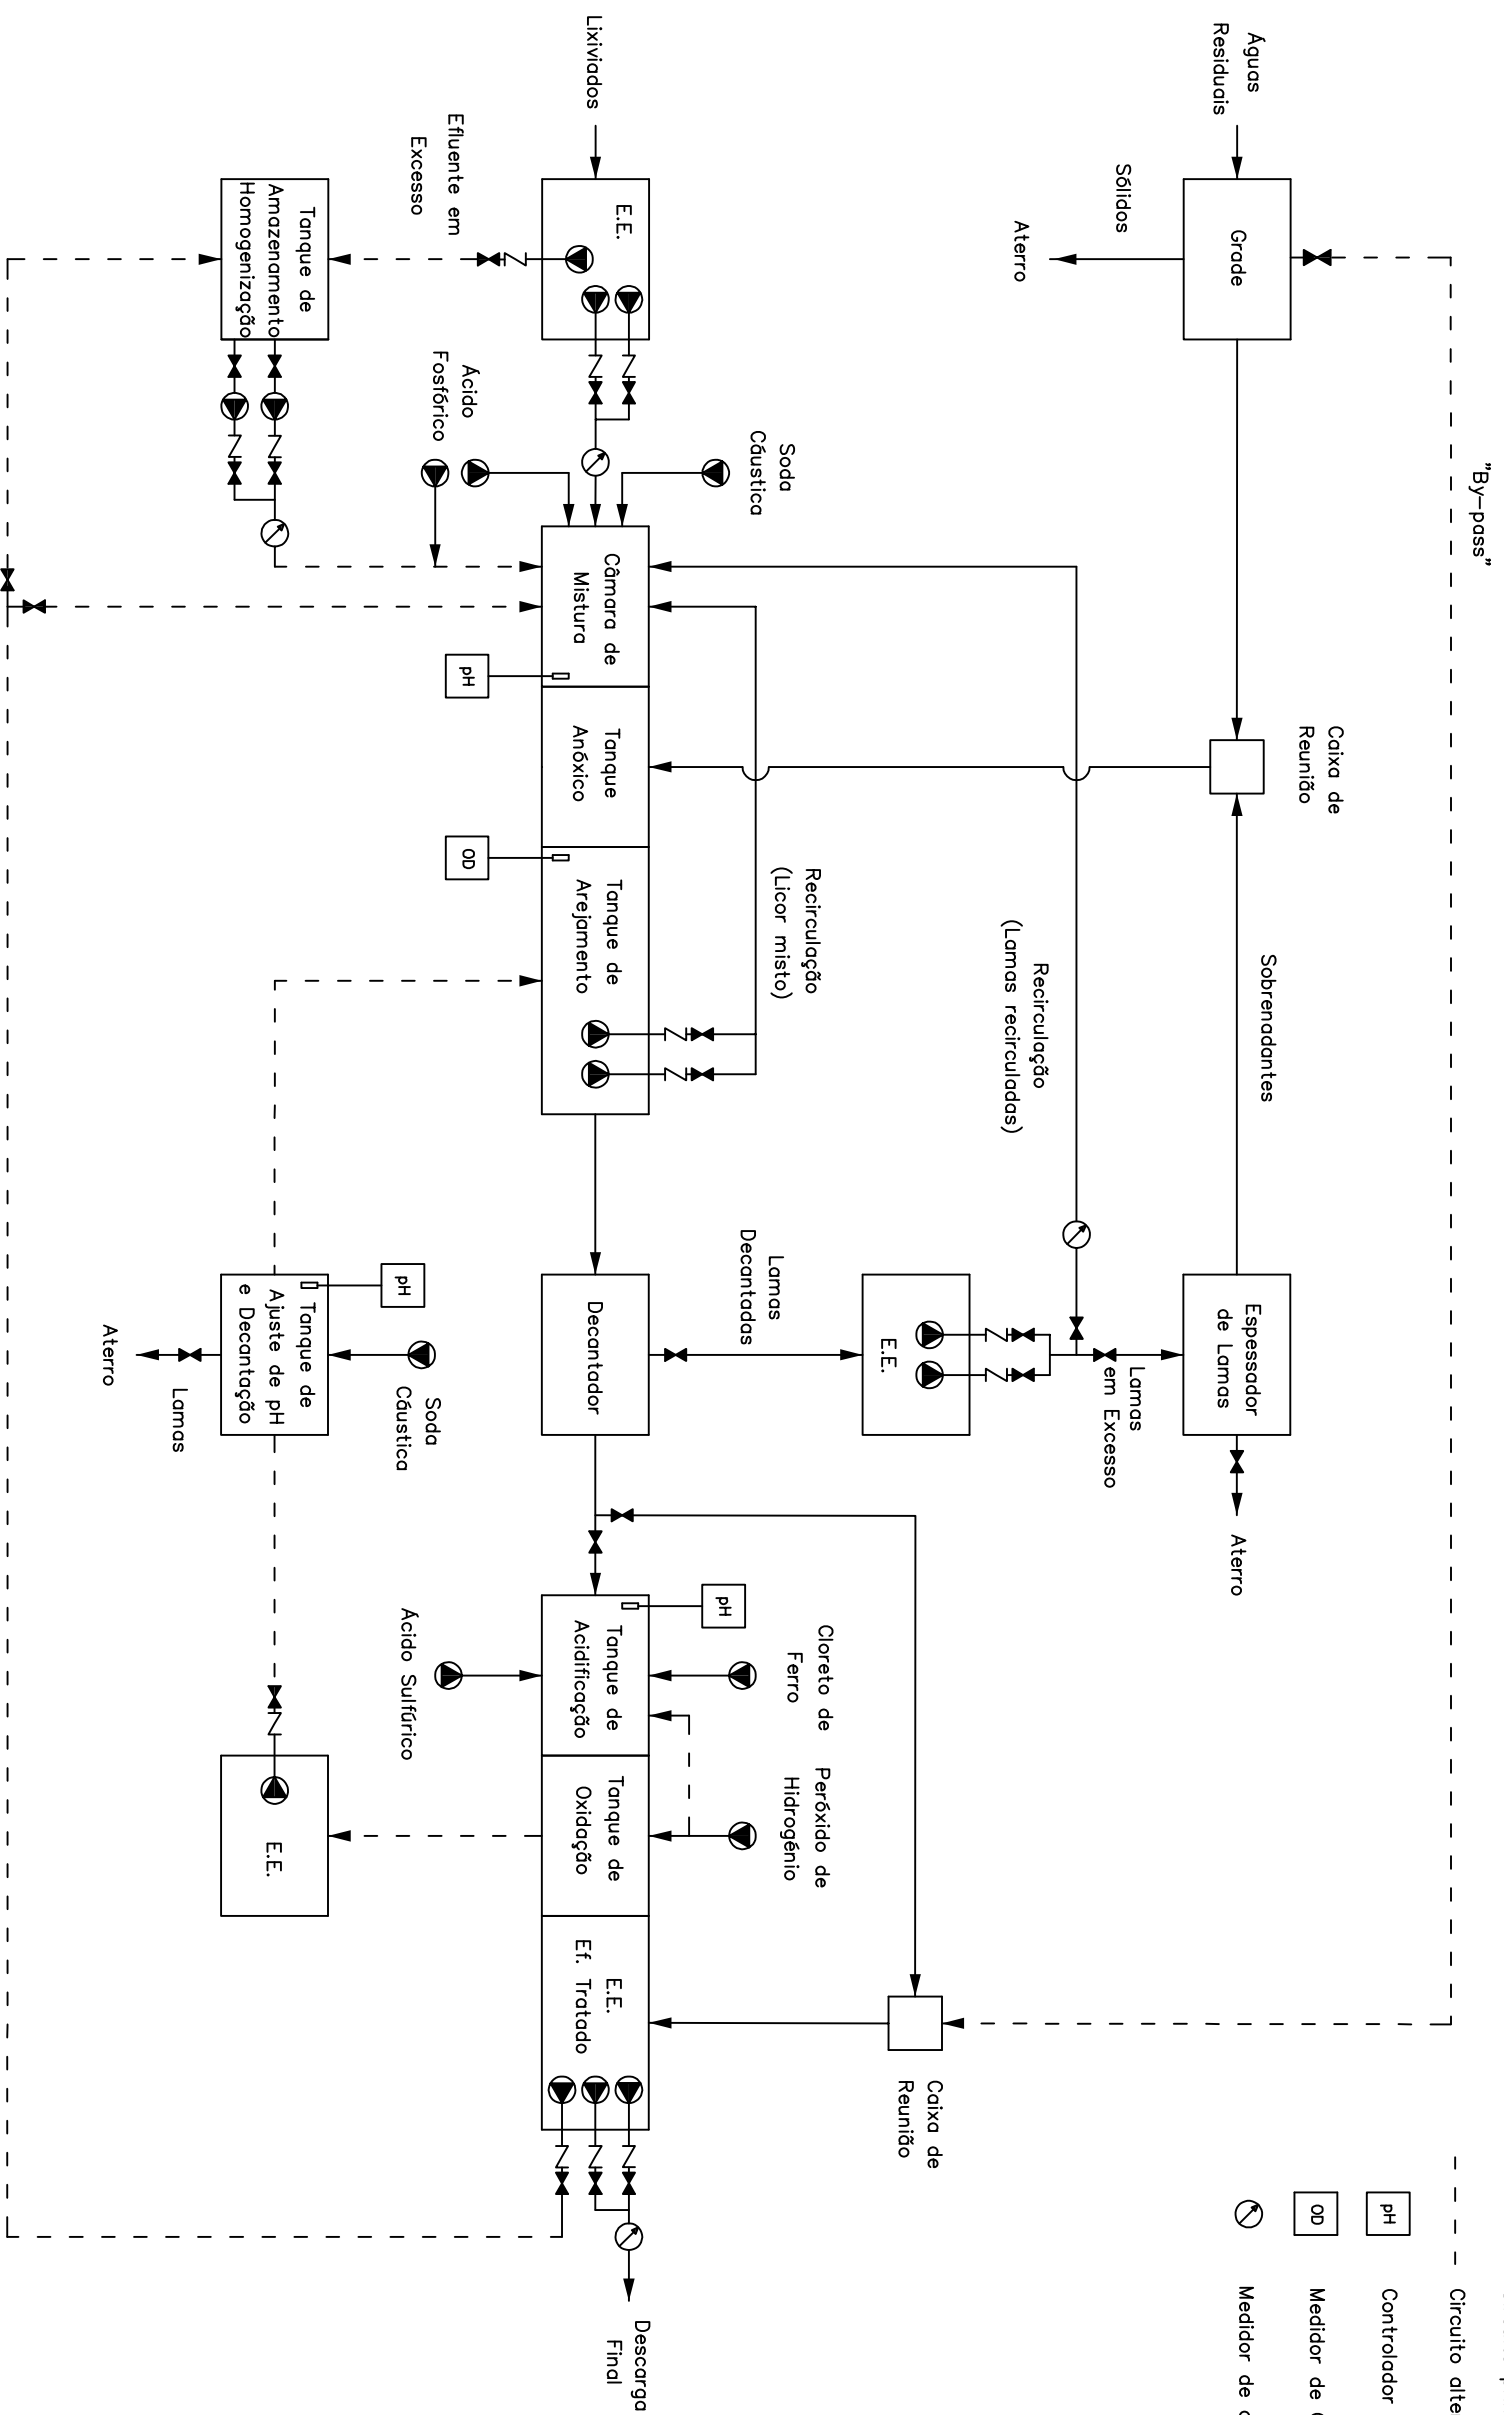 "By-pass"
Águas
Residuais
Grade
Sólidos
Aterro
Caixa de
Reunião
Sobrenadantes
Espessador
de Lamas
Aterro
Lamas
em Excesso
Recirculação
(Lamas recirculadas)
Recirculação
(Licor misto)
E.E.
Lamas
Decantadas
Caixa de
Reunião
Lixiviados
E.E.
Efluente em
Excesso
Soda
Cáustica
Ácido
Fosfórico
Câmara de
Mistura
pH
Tanque
Anóxico
OD
Tanque de
Arejamento
Decantador
pH
Cloreto de
Ferro
Peróxido de
Hidrogénio
Tanque de
Acidificação
Tanque de
Oxidação
E.E.
Ef. Tratado
Descarga
Final
Ácido Sulfúrico
Tanque de
Amazenamento
Homogenização
pH
Soda
Cáustica
Tanque de
Ajuste de pH
e Decantação
Lamas
Aterro
E.E.
Circuito
pH
Controlador
OD
Medidor de
Medidor de